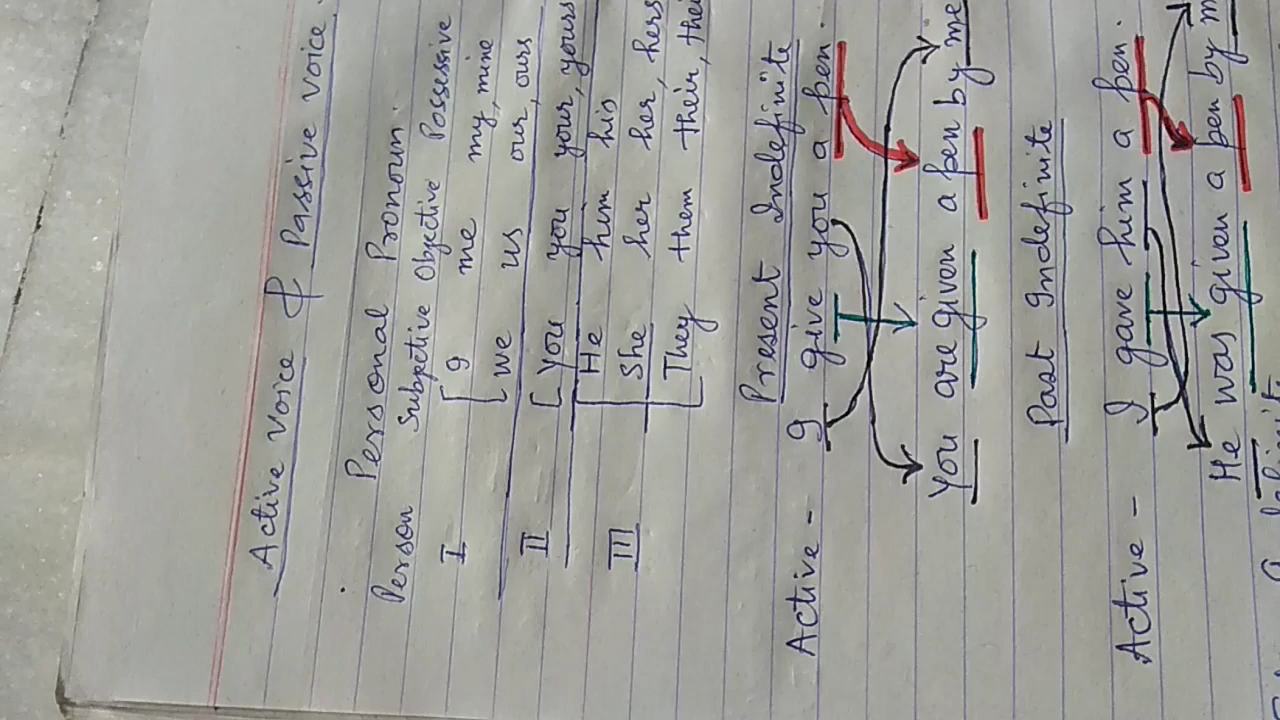 Active voice & Passive voice.
Personal Pronoun.
Person Subjective Objective Possessive
I I me my, mine
we us our, ours
II You you your, yours
He him his
III She her her, hers
They them their,
Present Indefinite
Active - I give you a pen.
You are given a pen by me
Past Indefinite
Active - I gave him a pen.
He was given a pen by